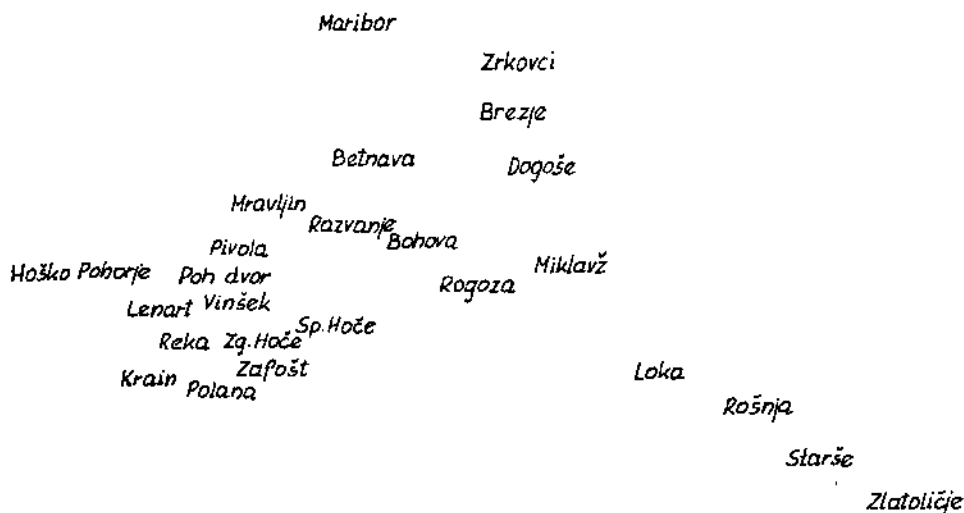 Maribor
Zrkovci
Brezje
Betnava
Dogoše
Mravljin
Razvanje
Bohova
Pivola
Miklavž
Hoško Pohorje
Poh dvor
Rogoza
Lenart
Vinšek
Sp. Hoče
Reka
Zg. Hoče
Zafošt
Krain
Polana
Loka
Rošnja
Starše
Zlatoličje